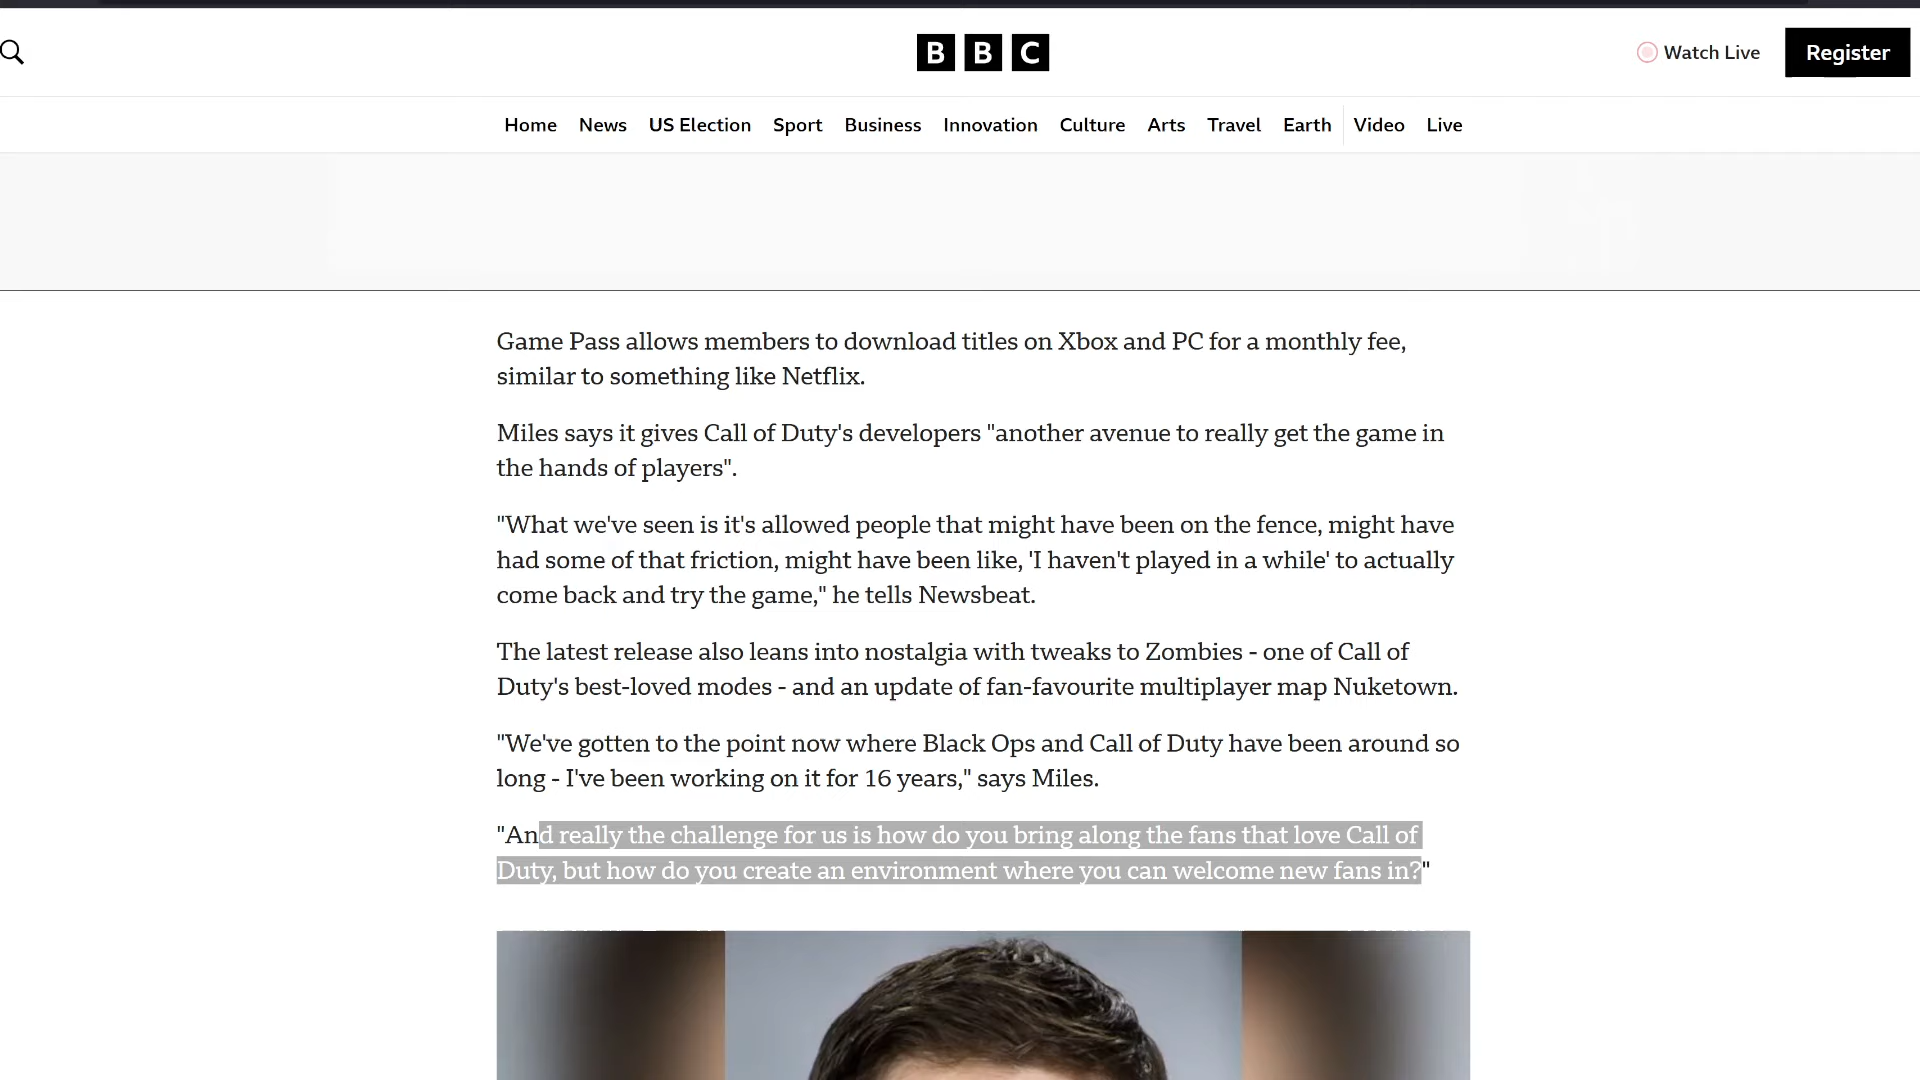 BBC
Watch Live
Register
Home News US Election Sport Business Innovation Culture Arts Travel Earth Video Live
Game Pass allows members to download titles on Xbox and PC for a monthly fee,
similar to something like Netflix.
Miles says it gives Call of Duty's developers "another avenue to really get the game in
the hands of players".
"What we've seen is it's allowed people that might have been on the fence, might have
had some of that friction, might have been like, 'I haven't played in a while' to actually
come back and try the game," he tells Newsbeat.
The latest release also leans into nostalgia with tweaks to Zombies - one of Call of
Duty's best-loved modes - and an update of fan-favourite multiplayer map Nuketown.
"We've gotten to the point now where Black Ops and Call of Duty have been around so
long - I've been working on it for 16 years," says Miles.
"And really the challenge for us is how do you bring along the fans that love Call of
Duty, but how do you create an environment where you can welcome new fans in?"